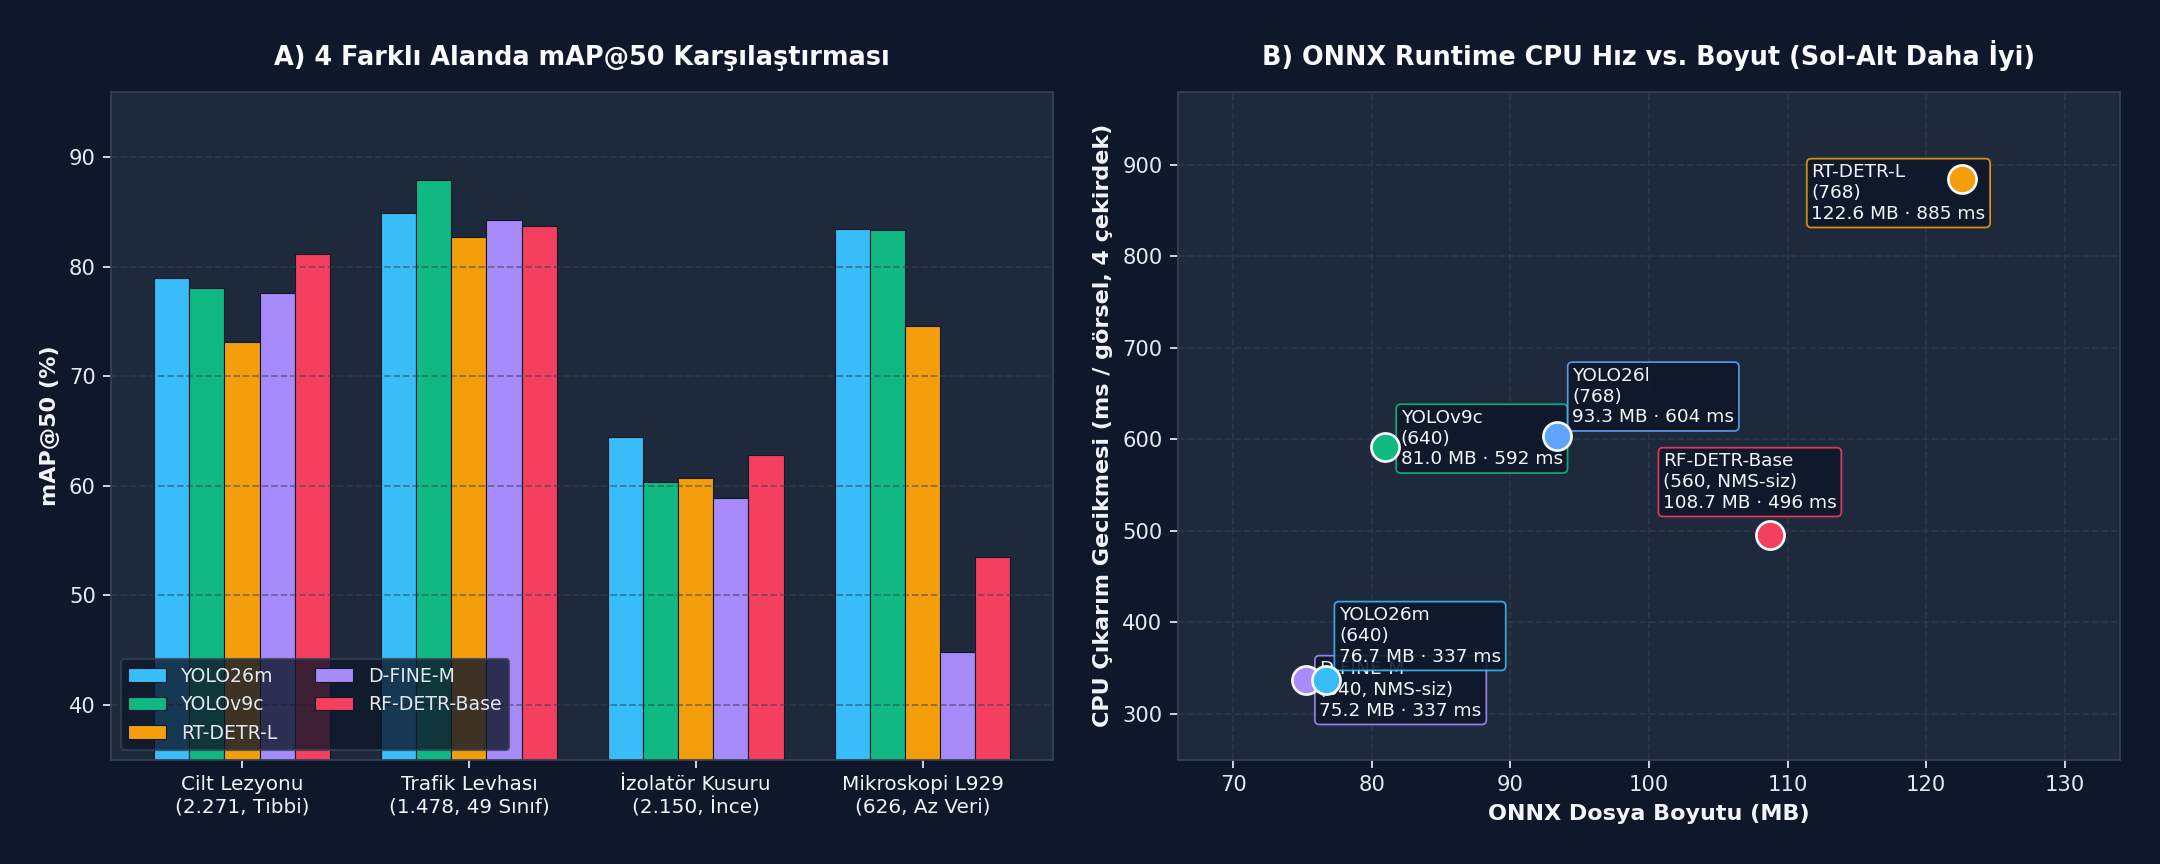 A) 4 Farklı Alanda mAP@50 Karşılaştırması
mAP@50 (%)
90
80
70
60
50
40
YOLO26m
YOLOv9c
RT-DETR-L
D-FINE-M
RF-DETR-Base
Cilt Lezyonu
(2.271, Tıbbi)
Trafik Levhası
(1.478, 49 Sınıf)
İzolatör Kusuru
(2.150, İnce)
Mikroskopi L929
(626, Az Veri)
B) ONNX Runtime CPU Hız vs. Boyut (Sol-Alt Daha İyi)
CPU Çıkarım Gecikmesi (ms / görsel, 4 çekirdek)
900
800
700
600
500
400
300
RT-DETR-L
(768)
122.6 MB · 885 ms
YOLO26l
(768)
93.3 MB · 604 ms
YOLOv9c
(640)
81.0 MB · 592 ms
RF-DETR-Base
(560, NMS-siz)
108.7 MB · 496 ms
YOLO26m
(640)
76.7 MB · 337 ms
D-FINE-M
(640, NMS-siz)
75.2 MB · 337 ms
70
80
90
100
110
120
130
ONNX Dosya Boyutu (MB)